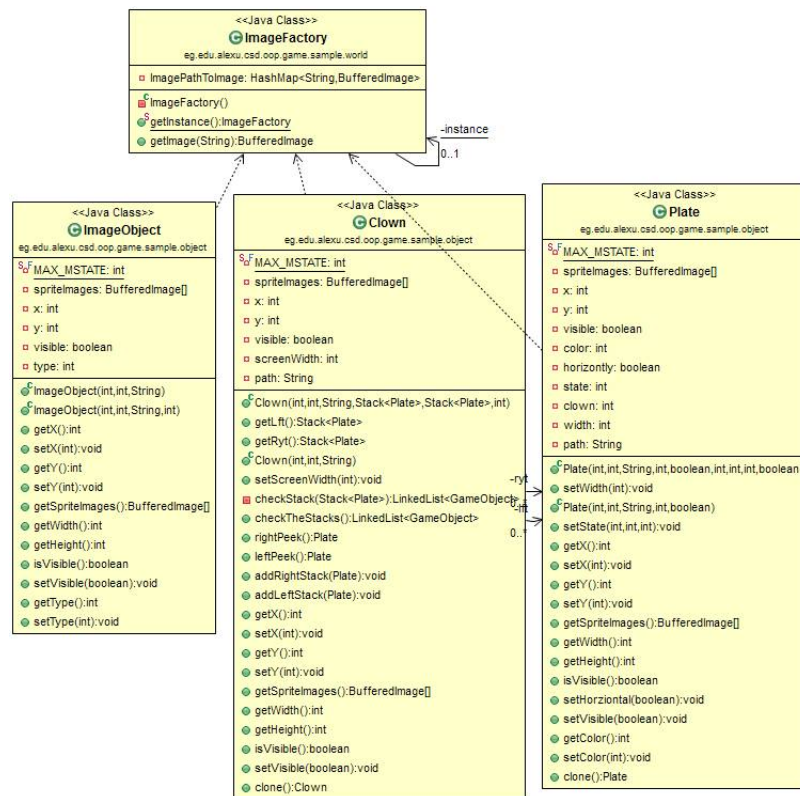 <<Java Class>>
ImageFactory
eg.edu.alexu.csd.oop.game.sample.world
ImagePathToImage: HashMap<String,BufferedImage>
ImageFactory()
getInstance():ImageFactory
getImage(String):BufferedImage
-instance
0..1
<<Java Class>>
ImageObject
eg.edu.alexu.csd.oop.game.sample.object
MAX_MSTATE: int
spriteImages: BufferedImage[]
x: int
y: int
visible: boolean
type: int
ImageObject(int,int,String)
ImageObject(int,int,String,int)
getX():int
setX(int):void
getY():int
setY(int):void
getSpriteImages():BufferedImage[]
getWidth():int
getHeight():int
isVisible():boolean
setVisible(boolean):void
getType():int
setType(int):void
<<Java Class>>
Clown
eg.edu.alexu.csd.oop.game.sample.object
MAX_MSTATE: int
spriteImages: BufferedImage[]
x: int
y: int
visible: boolean
screenWidth: int
path: String
Clown(int,int,String,Stack<Plate>,Stack<Plate>,int)
getLft():Stack<Plate>
getRyt():Stack<Plate>
Clown(int,int,String)
setScreenWidth(int):void
checkStack(Stack<Plate>):LinkedList<GameObject>
checkTheStacks():LinkedList<GameObject>
rightPeek():Plate
leftPeek():Plate
addRightStack(Plate):void
addLeftStack(Plate):void
getX():int
setX(int):void
getY():int
setY(int):void
getSpriteImages():BufferedImage[]
getWidth():int
getHeight():int
isVisible():boolean
setVisible(boolean):void
clone():Clown
-ryt
0..*
-lft
0..*
<<Java Class>>
Plate
eg.edu.alexu.csd.oop.game.sample.object
MAX_MSTATE: int
spriteImages: BufferedImage[]
x: int
y: int
visible: boolean
color: int
horizontly: boolean
state: int
clown: int
width: int
path: String
Plate(int,int,String,int,boolean,int,int,int,boolean
setWidth(int):void
Plate(int,int,String,int,boolean)
setState(int,int,int):void
getX():int
setX(int):void
getY():int
setY(int):void
getSpriteImages():BufferedImage[]
getWidth():int
getHeight():int
isVisible():boolean
setHorziontal(boolean):void
setVisible(boolean):void
getColor():int
setColor(int):void
clone():Plate